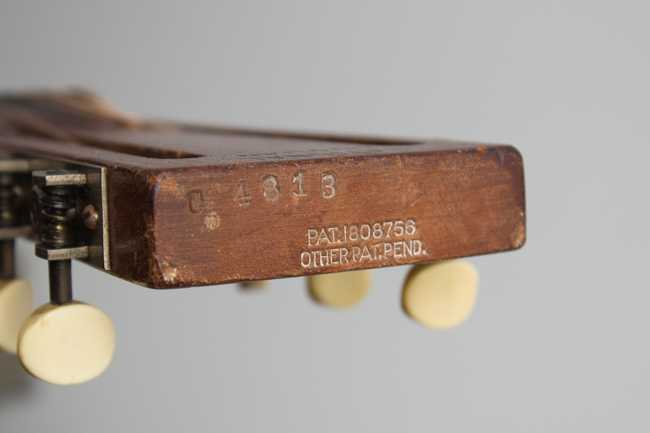 C 4313
PAT.1808756
OTHER PAT. PEND.